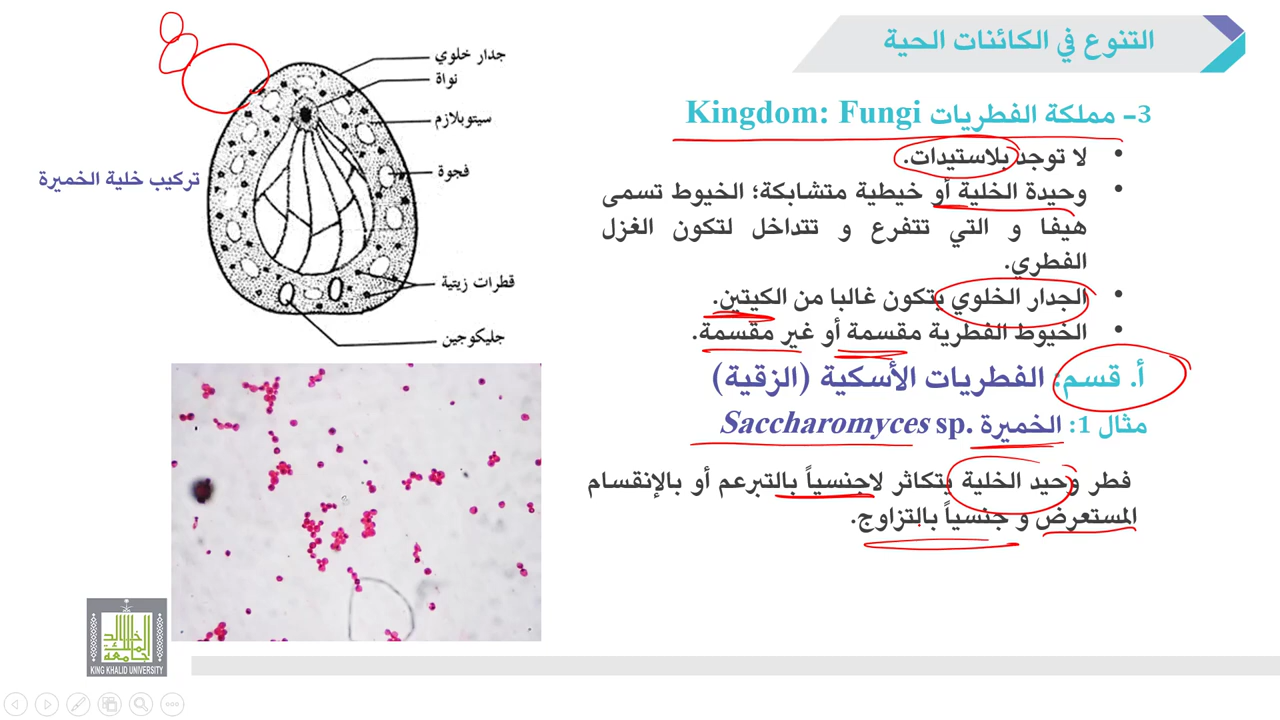 التنوع في الكائنات الحية
3- مملكة الفطريات Kingdom: Fungi
• لا توجد بلاستيدات.
• وحيدة الخلية أو خيطية متشابكة؛ الخيوط تسمى
هيفا و التي تتفرع و تتداخل لتكون الغزل
الفطري.
• الجدار الخلوي يتكون غالبا من الكيتين.
• الخيوط الفطرية مقسمة أو غير مقسمة.
أ. قسم: الفطريات الأسكية (الزقية)
مثال 1: الخميرة Saccharomyces sp.
فطر وحيد الخلية يتكاثر لاجنسياً بالتبرعم أو بالإنقسام
المستعرض و جنسياً بالتزاوج.
جدار خلوي
نواة
سيتوبلازم
فجوة
قطرات زيتية
جليكوجين
تركيب خلية الخميرة
جامعة الملك خالد
KING KHALID UNIVERSITY